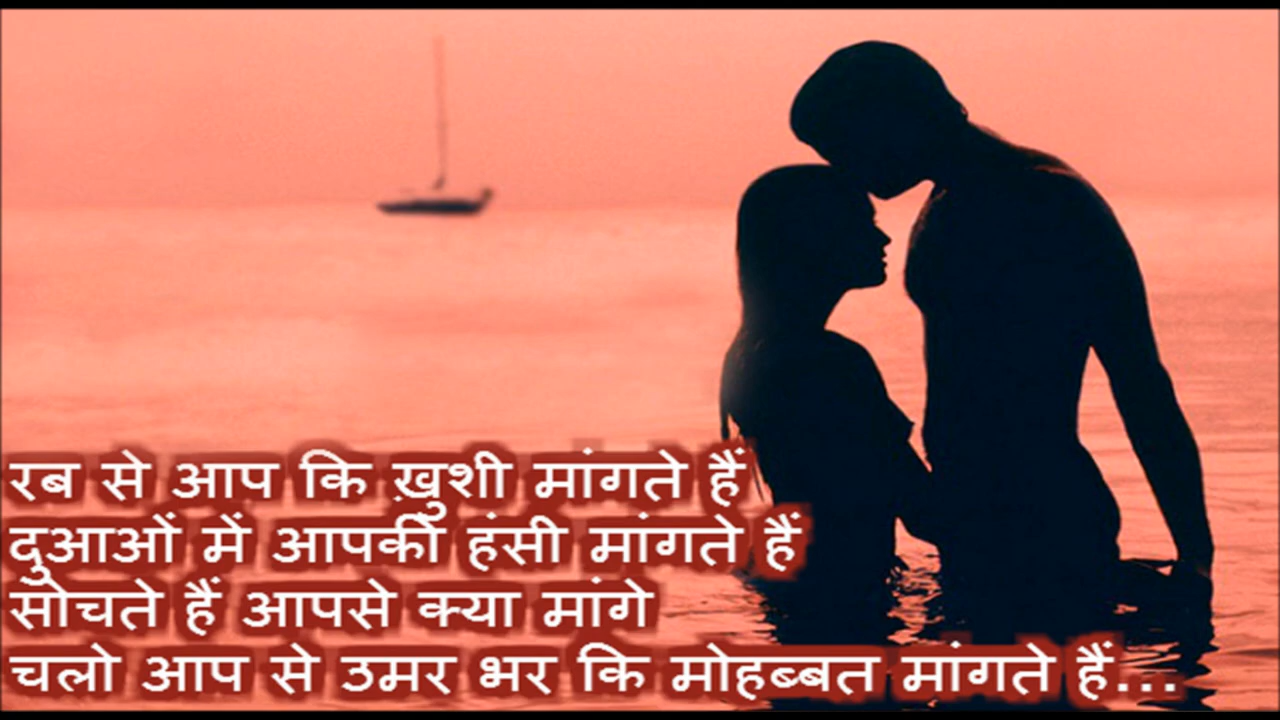 रब से आप कि ख़ुशी मांगते हैं
दुआओं में आपकी हंसी मांगते हैं
सोचते हैं आपसे क्या मांगे
चलो आप से उमर भर कि मोहब्बत मांगते हैं...